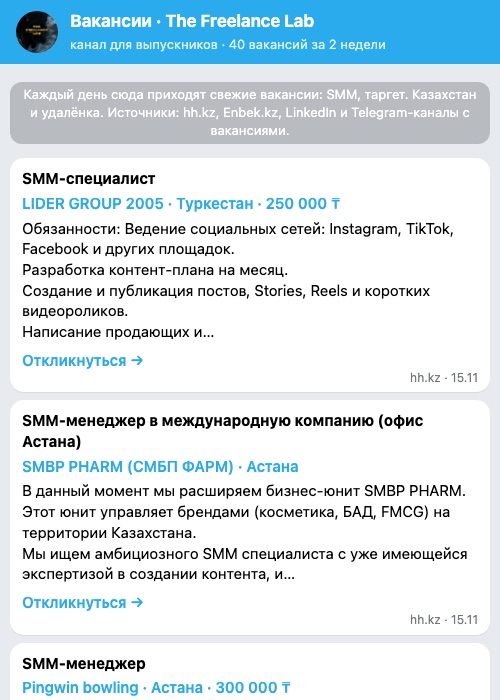 Вакансии · The Freelance Lab
канал для выпускников · 40 вакансий за 2 недели
Каждый день сюда приходят свежие вакансии: SMM, таргет. Казахстан
и удалёнка. Источники: hh.kz, Enbek.kz, LinkedIn и Telegram-каналы с
вакансиями.
SMM-специалист
LIDER GROUP 2005 · Туркестан · 250 000 ₸
Обязанности: Ведение социальных сетей: Instagram, TikTok,
Facebook и других площадок.
Разработка контент-плана на месяц.
Создание и публикация постов, Stories, Reels и коротких
видеороликов.
Написание продающих и...
Откликнуться →
hh.kz · 15.11
SMM-менеджер в международную компанию (офис
Астана)
SMBP PHARM (СМБП ФАРМ) · Астана
В данный момент мы расширяем бизнес-юнит SMBP PHARM.
Этот юнит управляет брендами (косметика, БАД, FMCG) на
территории Казахстана.
Мы ищем амбициозного SMM специалиста с уже имеющейся
экспертизой в создании контента, и...
Откликнуться →
hh.kz · 15.11
SMM-менеджер
Pingwin bowling · Астана · 300 000 ₸